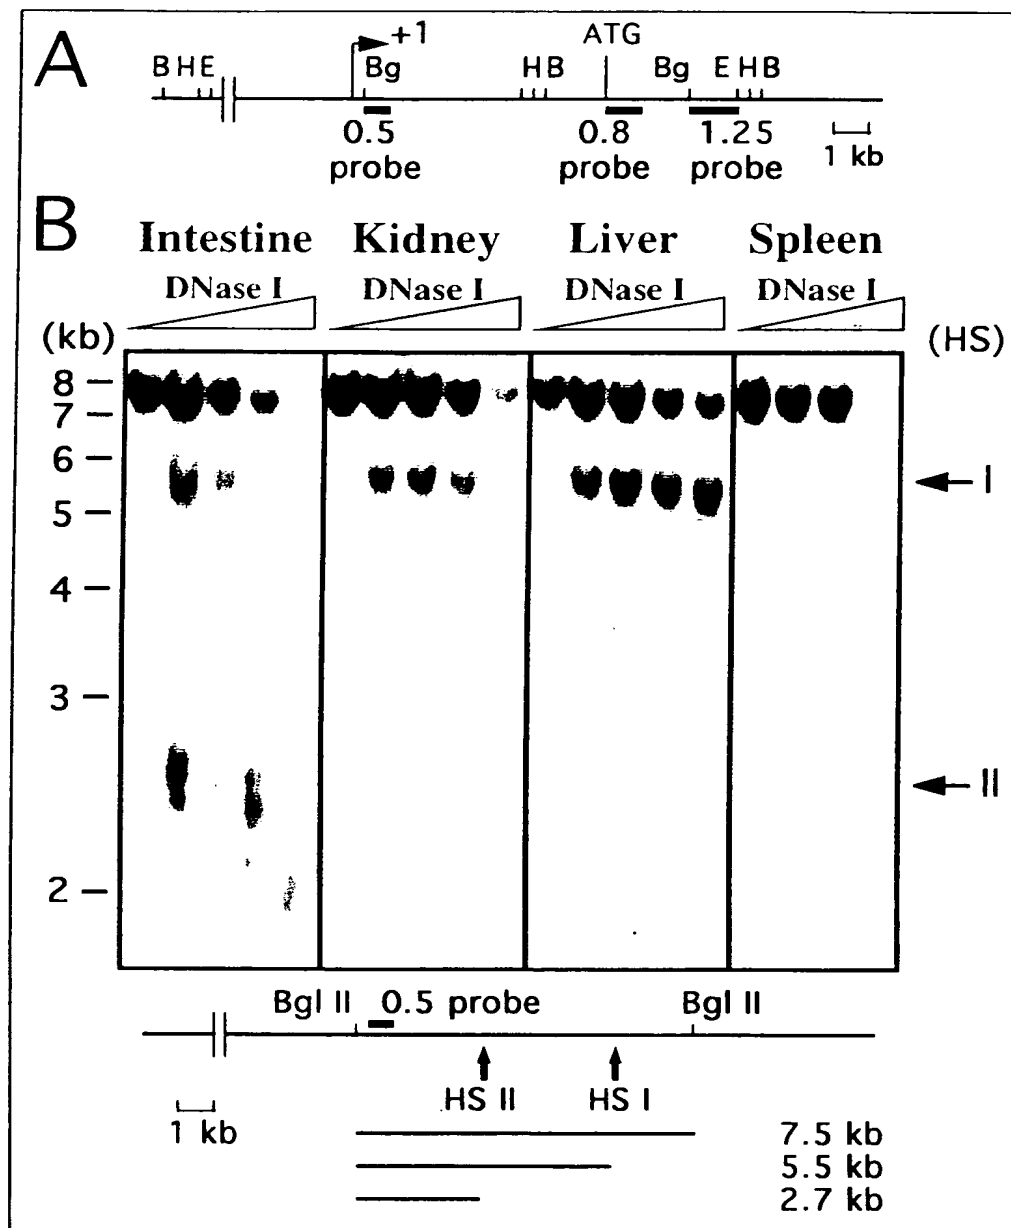 A
+1
ATG
B H E
Bg
H B
Bg
E H B
0.5
probe
0.8
probe
1.25
probe
1 kb
B
Intestine
Kidney
Liver
Spleen
DNase I
DNase I
DNase I
DNase I
(kb)
(HS)
8
7
6
5
4
3
2
I
II
Bgl II
0.5 probe
Bgl II
HS II
HS I
1 kb
7.5 kb
5.5 kb
2.7 kb